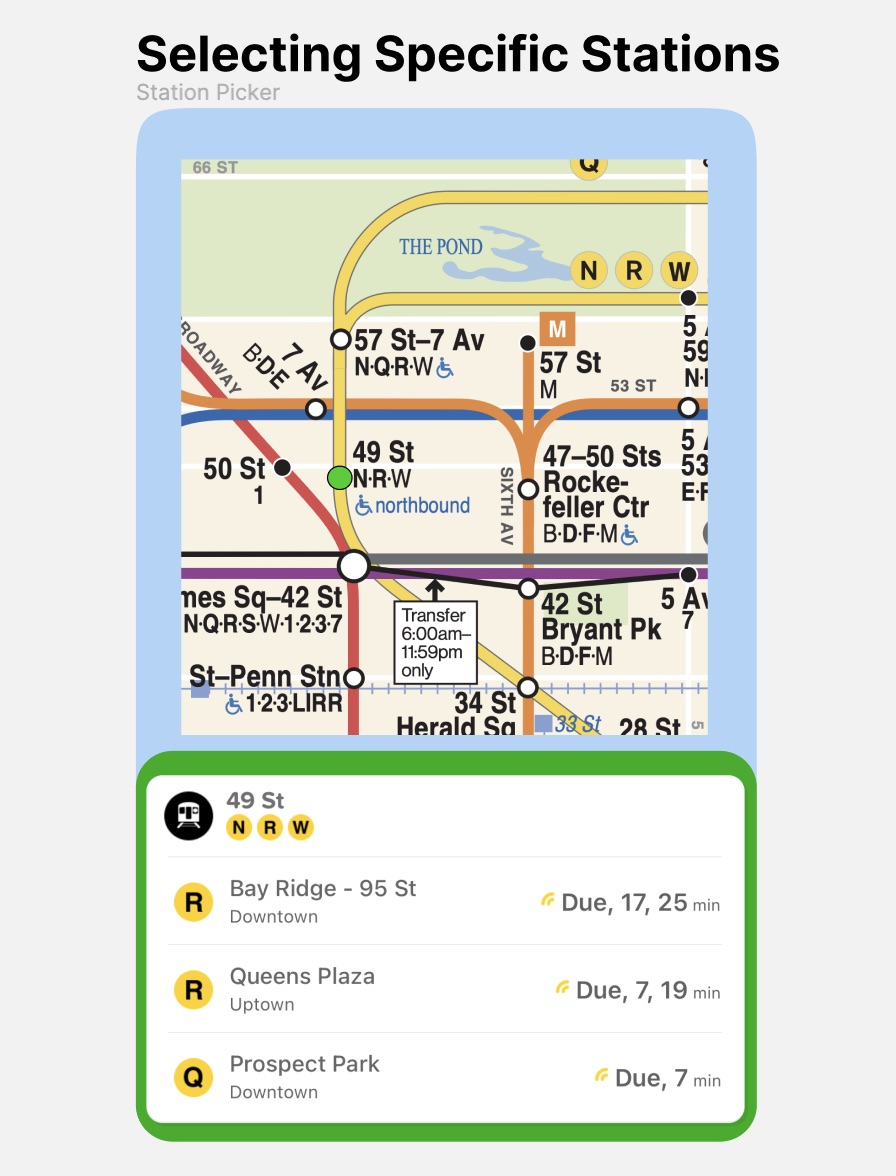 Selecting Specific Stations
Station Picker
66 ST
Q
THE POND
N R W
BROADWAY
7 Av
B·D·E
57 St–7 Av
N·Q·R·W
M
57 St
M
53 ST
5 A
59
N·
50 St
1
49 St
N·R·W
northbound
SIXTH AV
47–50 Sts
Rocke-
feller Ctr
B·D·F·M
5 A
53
E·F
mes Sq–42 St
N·Q·R·S·W·1·2·3·7
Transfer
6:00am–
11:59pm
only
42 St
Bryant Pk
B·D·F·M
5 Av
7
St–Penn Stn
1·2·3·LIRR
34 St
Herald Sq
33 St
28 St
5
49 St
N R W
R
Bay Ridge - 95 St
Downtown
Due, 17, 25 min
R
Queens Plaza
Uptown
Due, 7, 19 min
Q
Prospect Park
Downtown
Due, 7 min